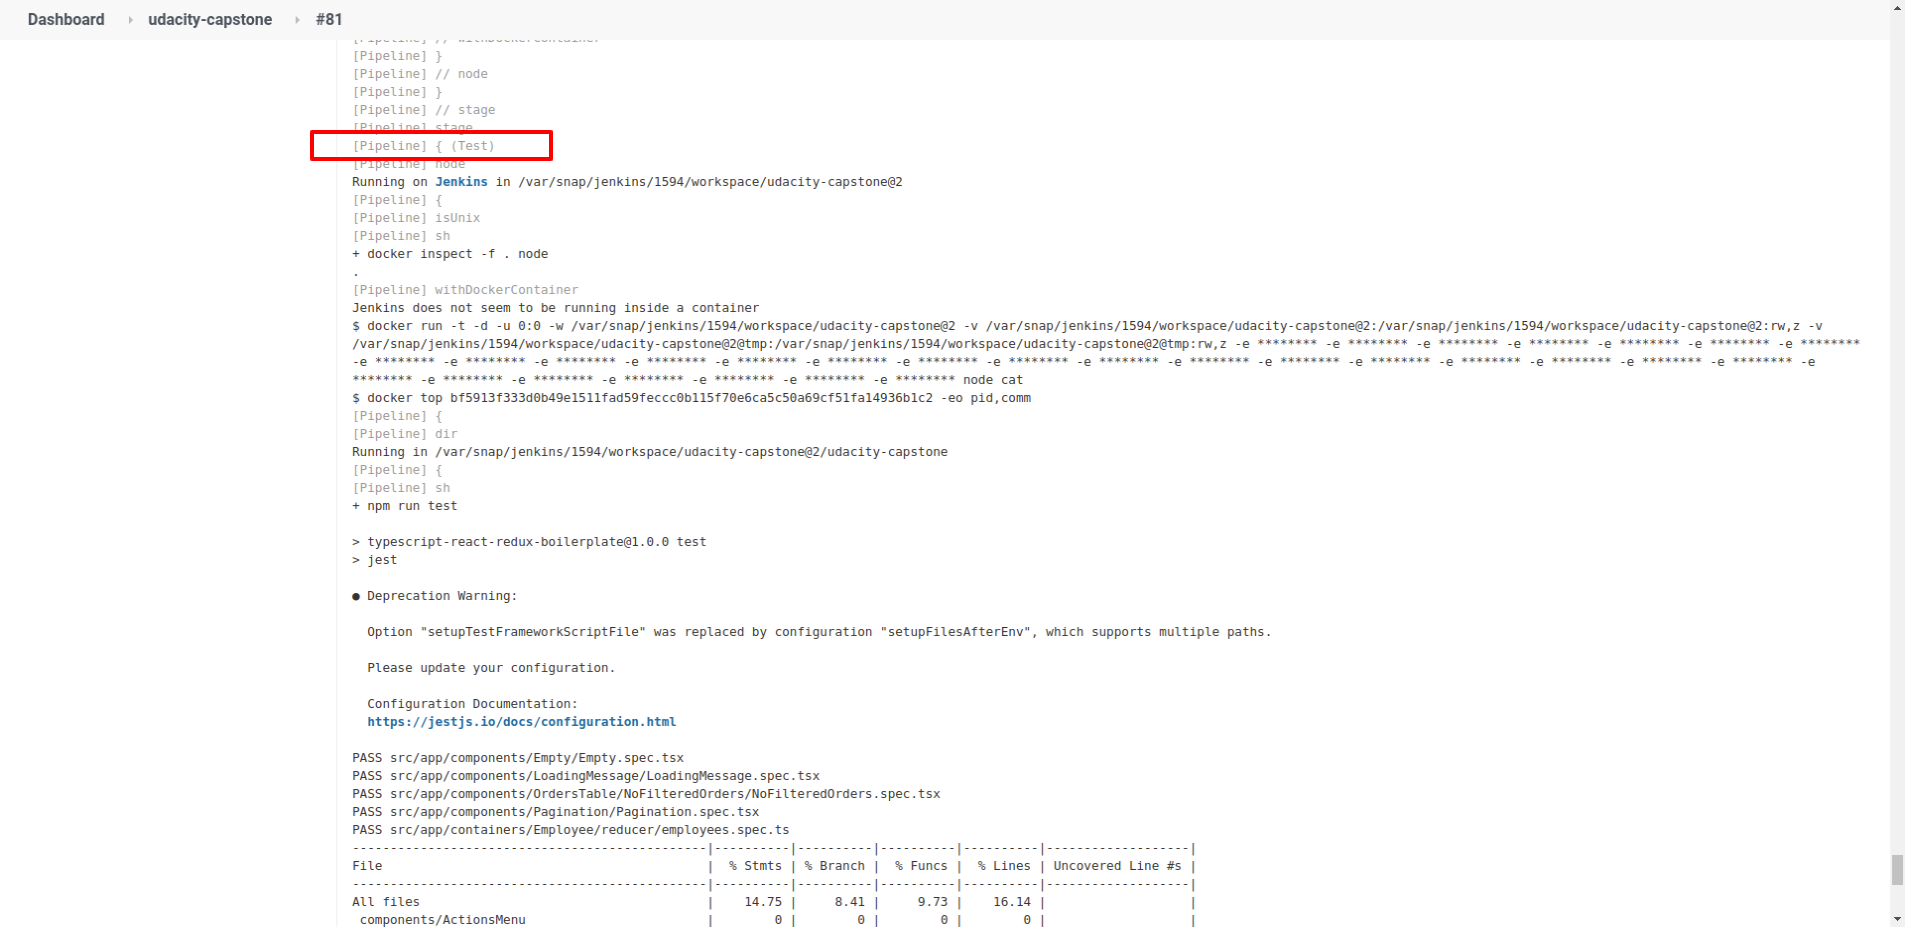 Dashboard › udacity-capstone › #81
[Pipeline] // withDockerContainer
[Pipeline] }
[Pipeline] // node
[Pipeline] }
[Pipeline] // stage
[Pipeline] stage
[Pipeline] { (Test)
[Pipeline] node
Running on Jenkins in /var/snap/jenkins/1594/workspace/udacity-capstone@2
[Pipeline] {
[Pipeline] isUnix
[Pipeline] sh
+ docker inspect -f . node
.
[Pipeline] withDockerContainer
Jenkins does not seem to be running inside a container
$ docker run -t -d -u 0:0 -w /var/snap/jenkins/1594/workspace/udacity-capstone@2 -v /var/snap/jenkins/1594/workspace/udacity-capstone@2:/var/snap/jenkins/1594/workspace/udacity-capstone@2:rw,z -v
/var/snap/jenkins/1594/workspace/udacity-capstone@2@tmp:/var/snap/jenkins/1594/workspace/udacity-capstone@2@tmp:rw,z -e ******** -e ******** -e ******** -e ******** -e ******** -e ******** -e ********
-e ******** -e ******** -e ******** -e ******** -e ******** -e ******** -e ******** -e ******** -e ******** -e ******** -e ******** -e ******** -e ******** -e ******** -e ******** -e ******** -e
******** -e ******** -e ******** -e ******** -e ******** -e ******** -e ******** node cat
$ docker top bf5913f333d0b49e1511fad59feccc0b115f70e6ca5c50a69cf51fa14936b1c2 -eo pid,comm
[Pipeline] {
[Pipeline] dir
Running in /var/snap/jenkins/1594/workspace/udacity-capstone@2/udacity-capstone
[Pipeline] {
[Pipeline] sh
+ npm run test
> typescript-react-redux-boilerplate@1.0.0 test
> jest
● Deprecation Warning:
Option "setupTestFrameworkScriptFile" was replaced by configuration "setupFilesAfterEnv", which supports multiple paths.
Please update your configuration.
Configuration Documentation:
https://jestjs.io/docs/configuration.html
PASS src/app/components/Empty/Empty.spec.tsx
PASS src/app/components/LoadingMessage/LoadingMessage.spec.tsx
PASS src/app/components/OrdersTable/NoFilteredOrders/NoFilteredOrders.spec.tsx
PASS src/app/components/Pagination/Pagination.spec.tsx
PASS src/app/containers/Employee/reducer/employees.spec.ts
-----------------------------------------------|----------|----------|----------|----------|-------------------|
File                                           |  % Stmts | % Branch |  % Funcs |  % Lines | Uncovered Line #s |
-----------------------------------------------|----------|----------|----------|----------|-------------------|
All files                                      |    14.75 |     8.41 |     9.73 |    16.14 |                   |
 components/ActionsMenu                        |        0 |        0 |        0 |        0 |                   |